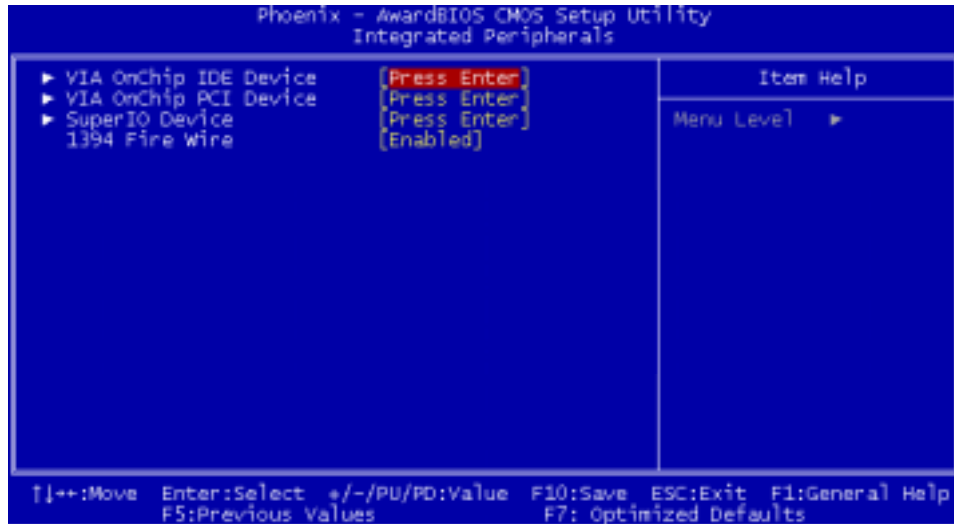 Phoenix - AwardBIOS CMOS Setup Utility
Integrated Peripherals
► VIA OnChip IDE Device [Press Enter]
► VIA OnChip PCI Device [Press Enter]
► SuperIO Device [Press Enter]
1394 Fire Wire [Enabled]
Item Help
Menu Level ►
↑↓→←:Move Enter:Select +/-/PU/PD:Value F10:Save ESC:Exit F1:General Help
F5:Previous Values F7: Optimized Defaults